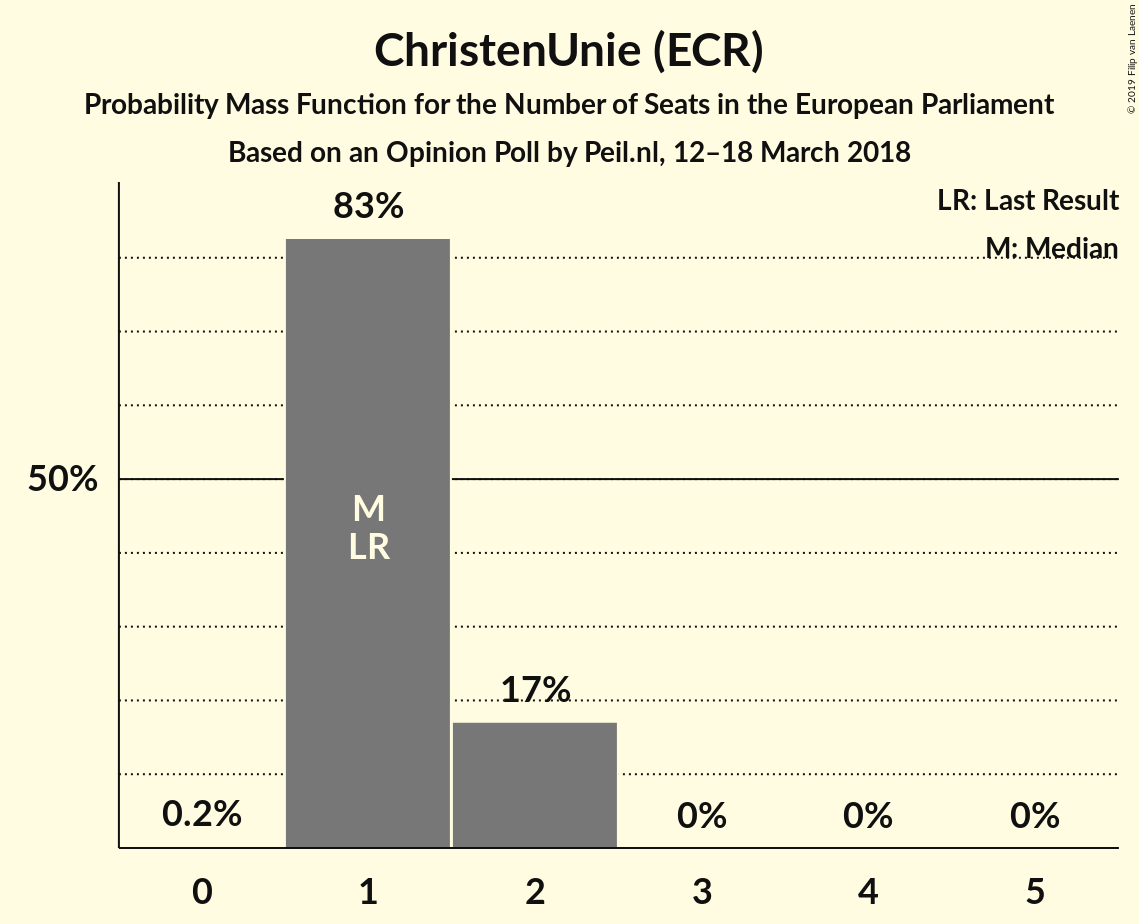 ChristenUnie (ECR)
Probability Mass Function for the Number of Seats in the European Parliament
Based on an Opinion Poll by Peil.nl, 12–18 March 2018
© 2019 Filip van Laenen
LR: Last Result
M: Median
83%
50%
M
LR
17%
0.2%
0%
0%
0%
0
1
2
3
4
5